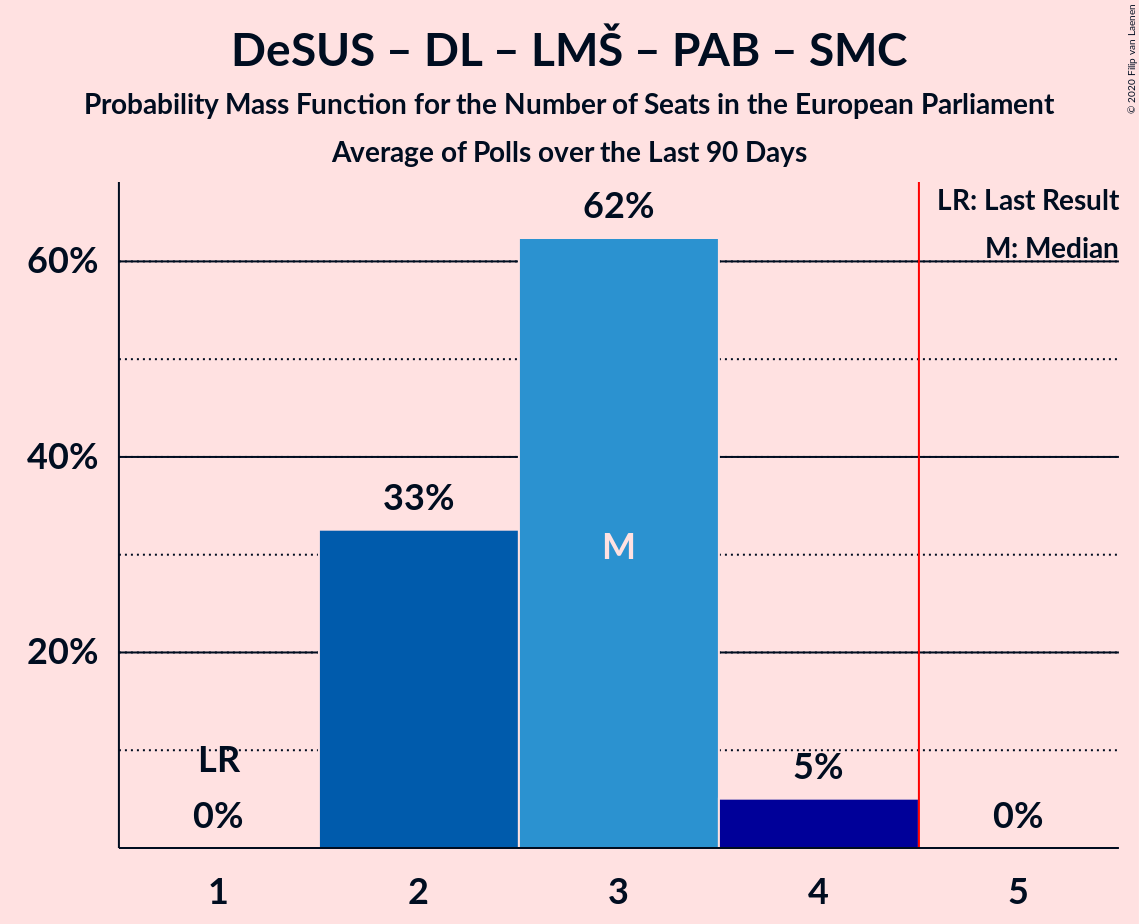 DeSUS – DL – LMŠ – PAB – SMC
Probability Mass Function for the Number of Seats in the European Parliament
Average of Polls over the Last 90 Days
© 2020 Filip van Laenen
LR: Last Result
M: Median
62%
60%
40%
33%
M
20%
LR
0%
5%
0%
1 2 3 4 5